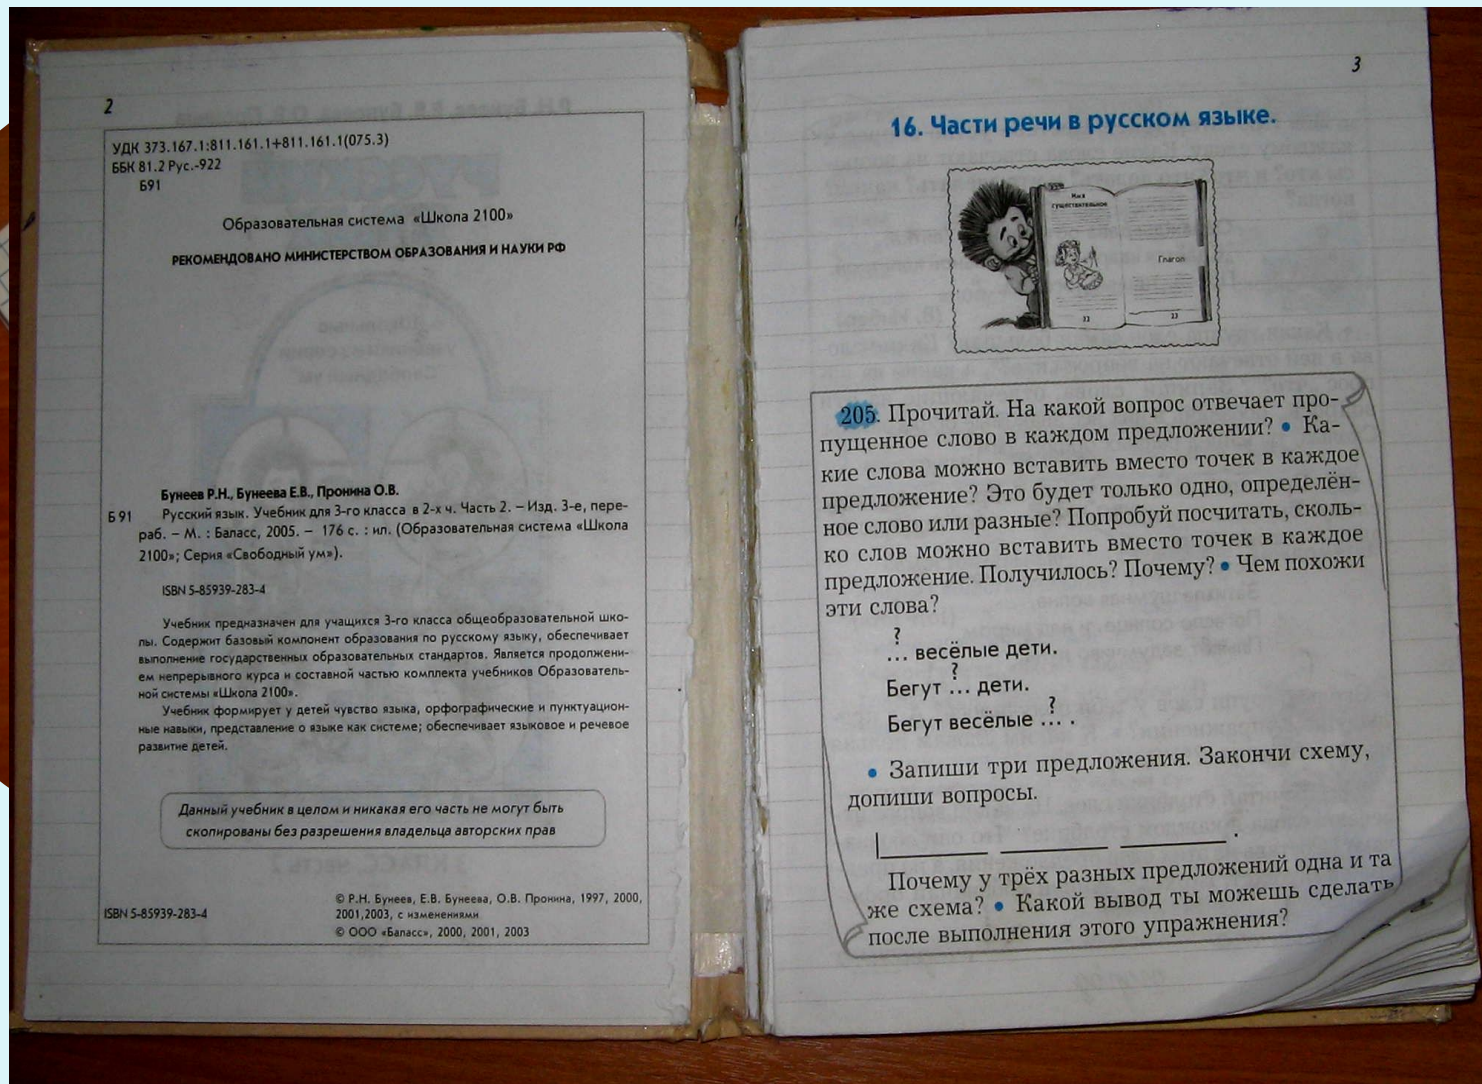 2
УДК 373.167.1:811.161.1+811.161.1(075.3)
ББК 81.2 Рус.-922
Б91
Образовательная система «Школа 2100»
РЕКОМЕНДОВАНО МИНИСТЕРСТВОМ ОБРАЗОВАНИЯ И НАУКИ РФ
Бунеев Р.Н., Бунеева Е.В., Пронина О.В.
Б 91 Русский язык. Учебник для 3-го класса в 2-х ч. Часть 2. – Изд. 3-е, пере-
раб. – М. : Баласс, 2005. – 176 с. : ил. (Образовательная система «Школа
2100»; Серия «Свободный ум»).
ISBN 5-85939-283-4
Учебник предназначен для учащихся 3-го класса общеобразовательной шко-
лы. Содержит базовый компонент образования по русскому языку, обеспечивает
выполнение государственных образовательных стандартов. Является продолжени-
ем непрерывного курса и составной частью комплекта учебников Образователь-
ной системы «Школа 2100».
Учебник формирует у детей чувство языка, орфографические и пунктуацион-
ные навыки, представление о языке как системе; обеспечивает языковое и речевое
развитие детей.
Данный учебник в целом и никакая его часть не могут быть
скопированы без разрешения владельца авторских прав
ISBN 5-85939-283-4
© Р.Н. Бунеев, Е.В. Бунеева, О.В. Пронина, 1997, 2000,
2001,2003, с изменениями
© ООО «Баласс», 2000, 2001, 2003
3
16. Части речи в русском языке.
Имя
существительное
Глагол
22
23
205. Прочитай. На какой вопрос отвечает про-
пущенное слово в каждом предложении? • Ка-
кие слова можно вставить вместо точек в каждое
предложение? Это будет только одно, определён-
ное слово или разные? Попробуй посчитать, сколь-
ко слов можно вставить вместо точек в каждое
предложение. Получилось? Почему? • Чем похожи
эти слова?
?
... весёлые дети.
?
Бегут ... дети.
?
Бегут весёлые ... .
• Запиши три предложения. Закончи схему,
допиши вопросы.
Почему у трёх разных предложений одна и та
же схема? • Какой вывод ты можешь сделать
после выполнения этого упражнения?